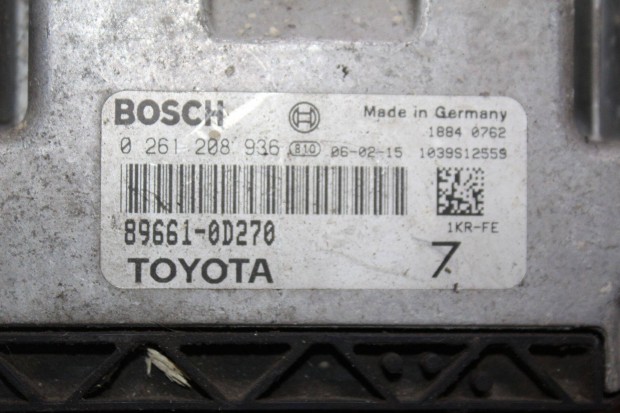 BOSCH Made in Germany
1884 0762
0 261 208 936 B10 06-02-15 1039S12559
89661-0D270 1KR-FE
TOYOTA 7